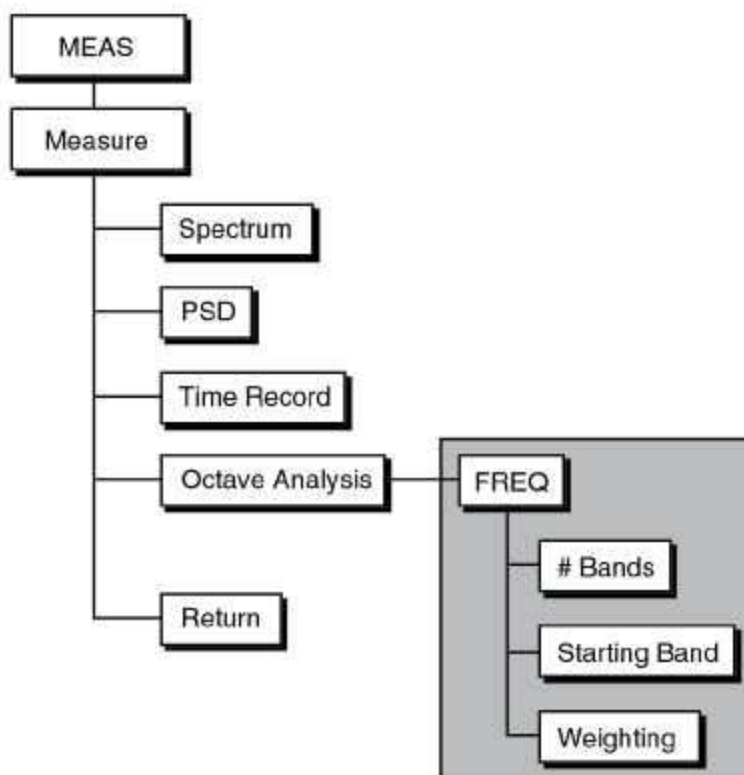 MEAS
Measure
Spectrum
PSD
Time Record
Octave Analysis
FREQ
# Bands
Starting Band
Weighting
Return